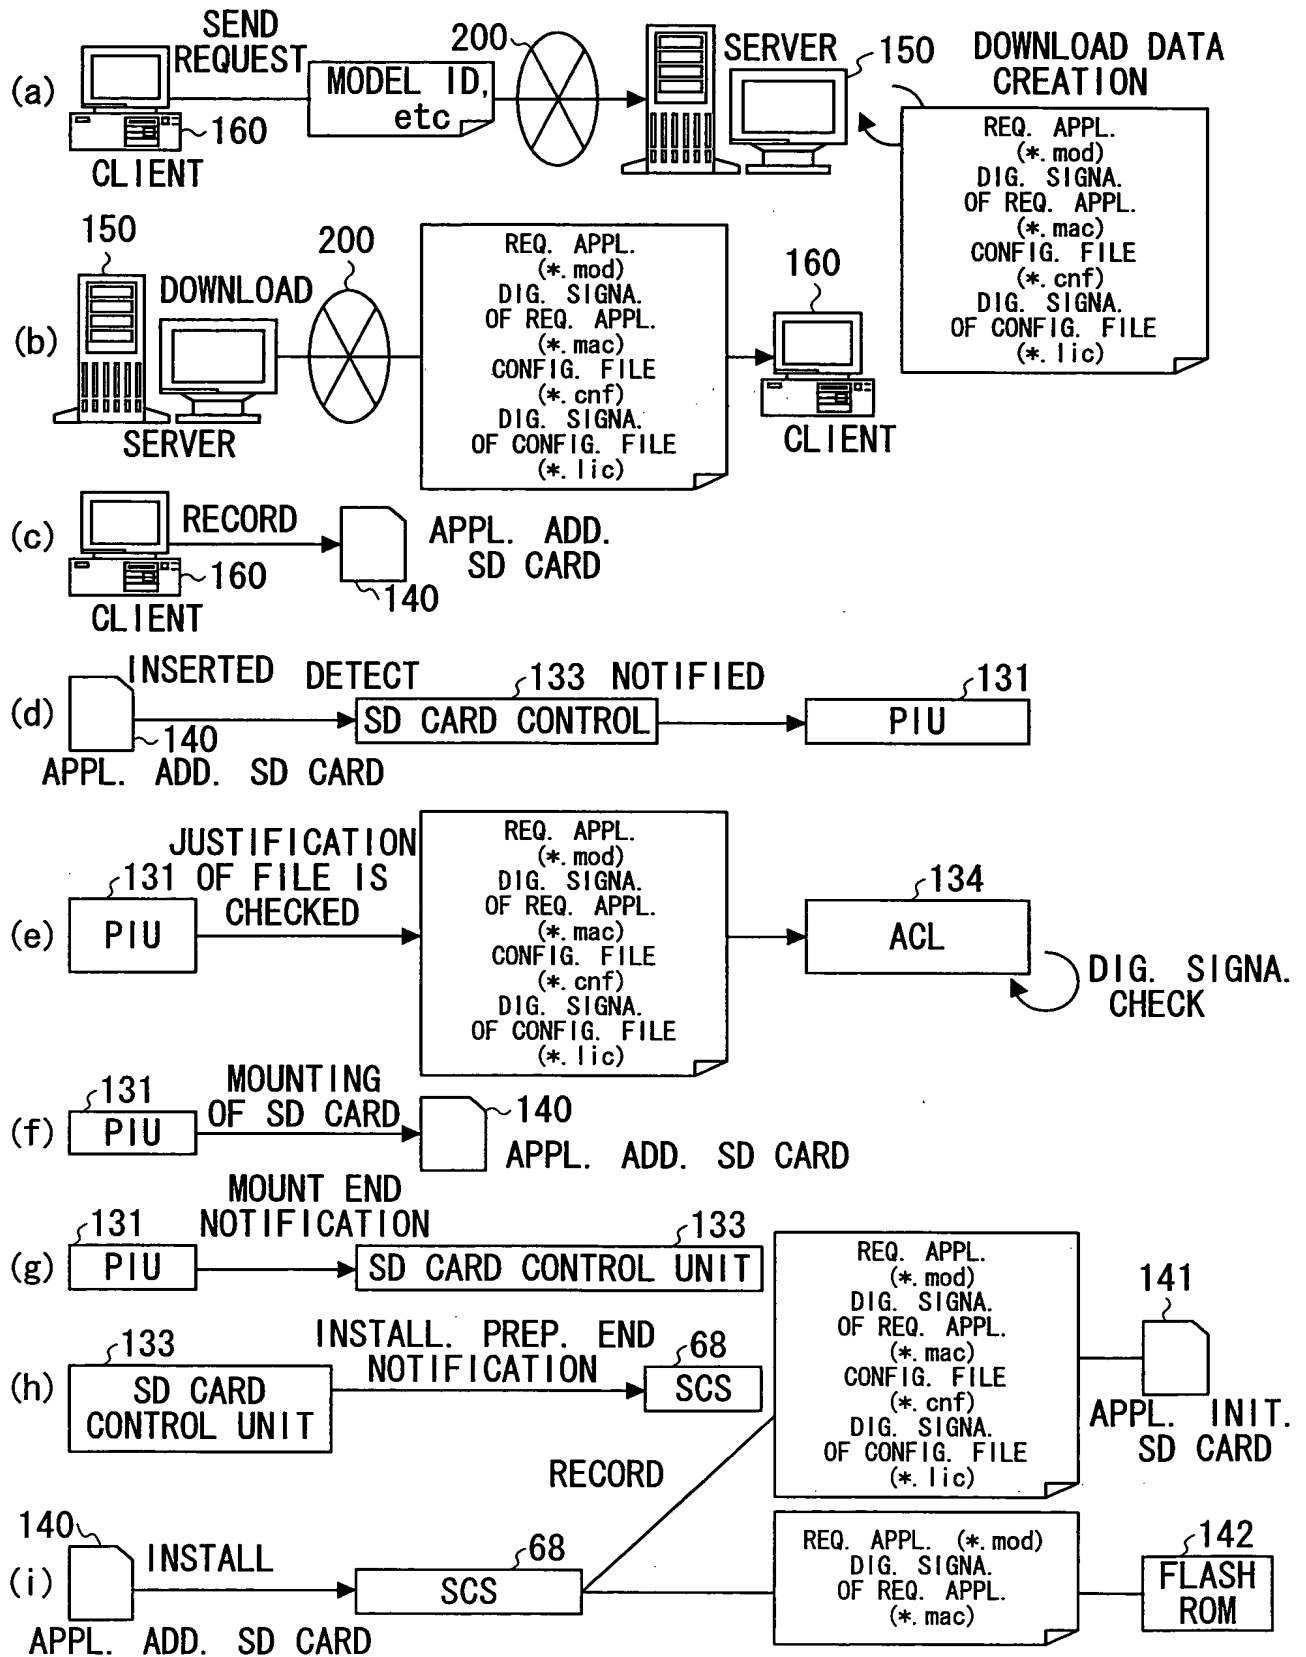 (a)
SEND
REQUEST
MODEL ID,
etc
160
CLIENT
200
SERVER
150
DOWNLOAD DATA
CREATION
REQ. APPL.
(*.mod)
DIG. SIGNA.
OF REQ. APPL.
(*.mac)
CONFIG. FILE
(*.cnf)
DIG. SIGNA.
OF CONFIG. FILE
(*.lic)
(b)
150
DOWNLOAD
SERVER
200
REQ. APPL.
(*.mod)
DIG. SIGNA.
OF REQ. APPL.
(*.mac)
CONFIG. FILE
(*.cnf)
DIG. SIGNA.
OF CONFIG. FILE
(*.lic)
160
CLIENT
(c)
RECORD
160
CLIENT
140
APPL. ADD.
SD CARD
(d)
INSERTED
140
APPL. ADD. SD CARD
DETECT
133
SD CARD CONTROL
NOTIFIED
131
PIU
(e)
131
PIU
JUSTIFICATION
OF FILE IS
CHECKED
REQ. APPL.
(*.mod)
DIG. SIGNA.
OF REQ. APPL.
(*.mac)
CONFIG. FILE
(*.cnf)
DIG. SIGNA.
OF CONFIG. FILE
(*.lic)
134
ACL
DIG. SIGNA.
CHECK
(f)
131
PIU
MOUNTING
OF SD CARD
140
APPL. ADD. SD CARD
(g)
131
PIU
MOUNT END
NOTIFICATION
133
SD CARD CONTROL UNIT
(h)
133
SD CARD
CONTROL UNIT
INSTALL. PREP. END
NOTIFICATION
68
SCS
(i)
140
INSTALL
APPL. ADD. SD CARD
68
SCS
RECORD
REQ. APPL.
(*.mod)
DIG. SIGNA.
OF REQ. APPL.
(*.mac)
CONFIG. FILE
(*.cnf)
DIG. SIGNA.
OF CONFIG. FILE
(*.lic)
141
APPL. INIT.
SD CARD
REQ. APPL. (*.mod)
DIG. SIGNA.
OF REQ. APPL.
(*.mac)
142
FLASH
ROM